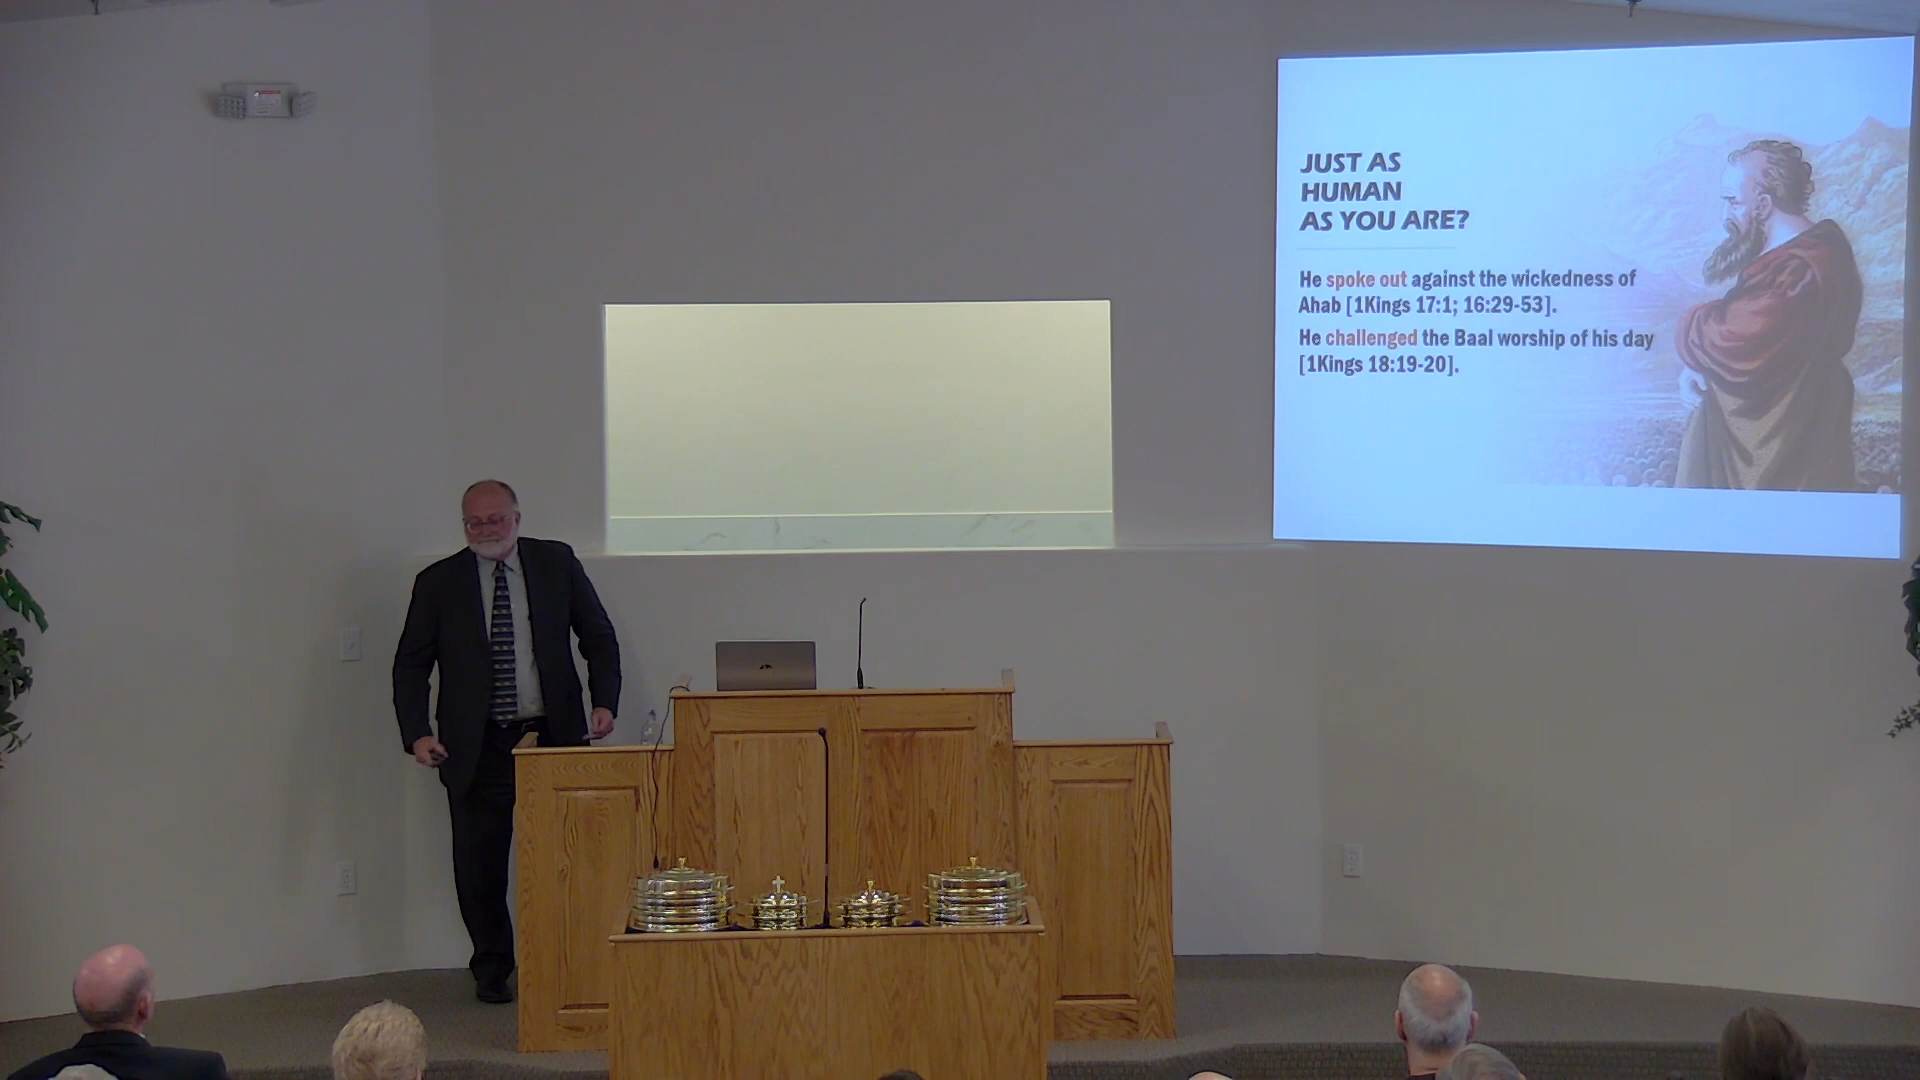 JUST AS
HUMAN
AS YOU ARE?
He spoke out against the wickedness of
Ahab [1Kings 17:1; 16:29-53].
He challenged the Baal worship of his day
[1Kings 18:19-20].